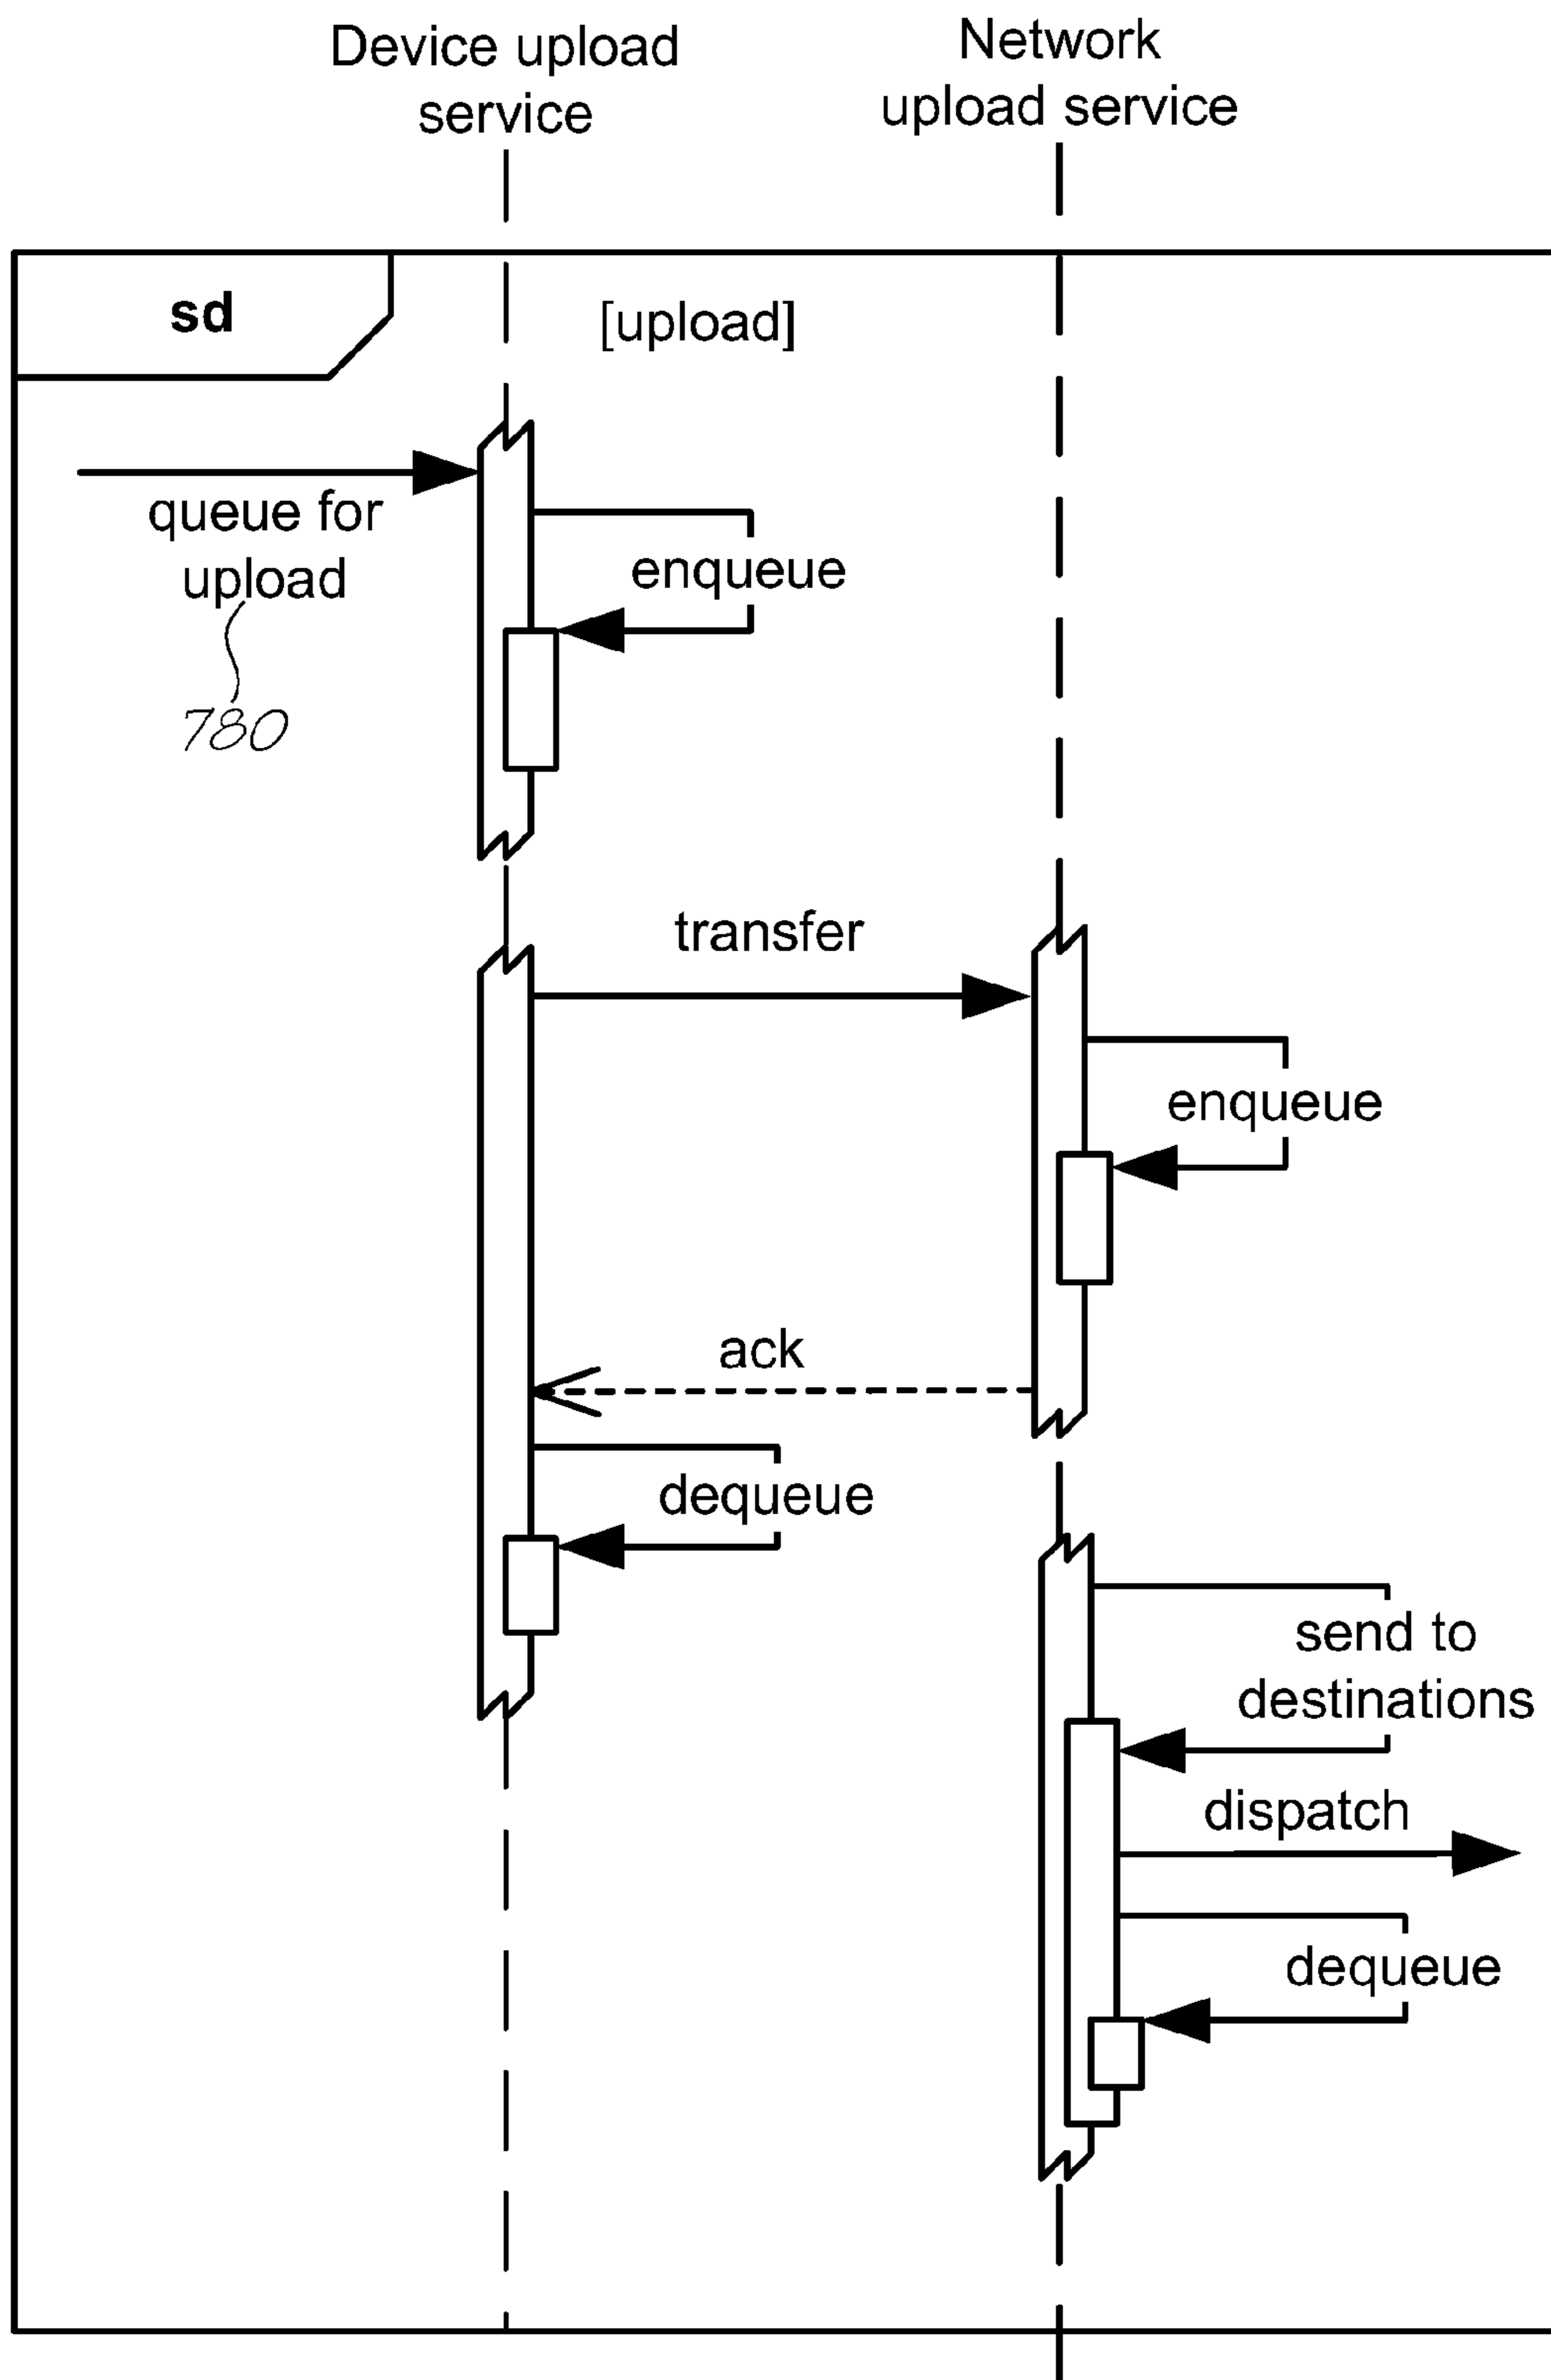 Device upload
service
Network
upload service
sd
[upload]
queue for
upload
780
enqueue
transfer
enqueue
ack
dequeue
send to
destinations
dispatch
dequeue